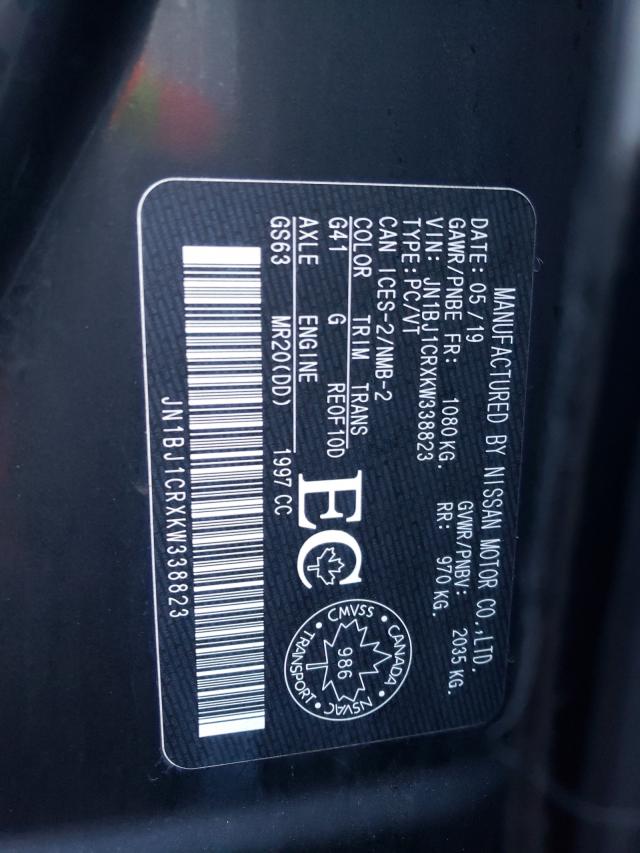 MANUFACTURED BY NISSAN MOTOR CO.,LTD.
DATE: 05/19 GVWR/PNBV: 2035 KG.
GAWR/PNBE FR: 1080 KG. RR: 970 KG.
VIN: JN1BJ1CRXKW338823
TYPE: PC/VT
CAN ICES-2/NMB-2
COLOR TRIM TRANS
G41 G RE0F10D
AXLE ENGINE
GS63 MR20(DD) 1997 CC
EC
CMVSS • CANADA • NSVAC • TRANSPORT •
986
JN1BJ1CRXKW338823